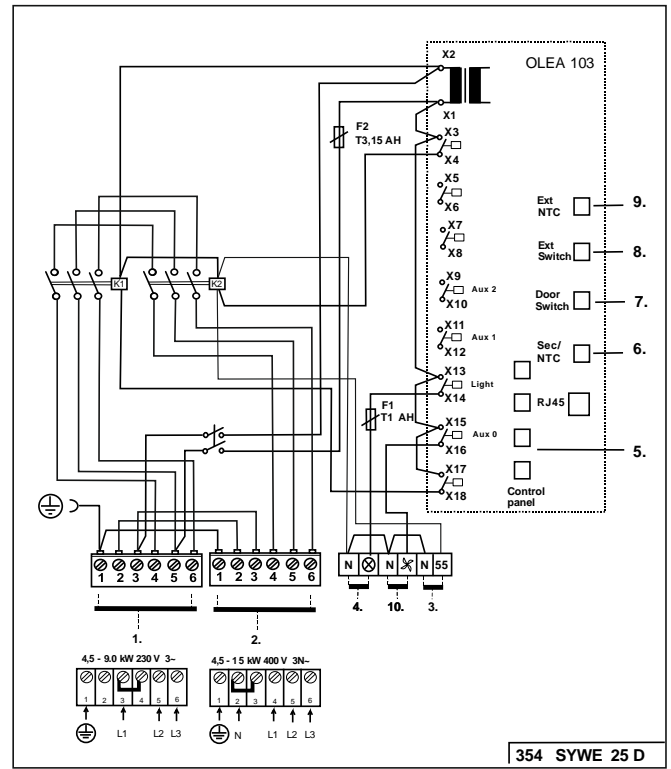 X2
OLEA 103
X1
F2
T3,15 AH
X3
X4
X5
X6
Ext
NTC
9.
X7
X8
Ext
Switch
8.
K1
K2
X9
Aux 2
X10
Door
Switch
7.
X11
Aux 1
X12
Sec/
NTC
6.
X13
Light
X14
F1
T1 AH
RJ45
X15
Aux 0
X16
5.
X17
X18
Control
panel
1 2 3 4 5 6
1 2 3 4 5 6
N N N 55
4. 10. 3.
1. 2.
4,5 - 9.0 kW 230 V 3~
1 2 3 4 5 6
L1 L2 L3
4,5 - 15 kW 400 V 3N~
1 2 3 4 5 6
N L1 L2 L3
354 SYWE 25 D